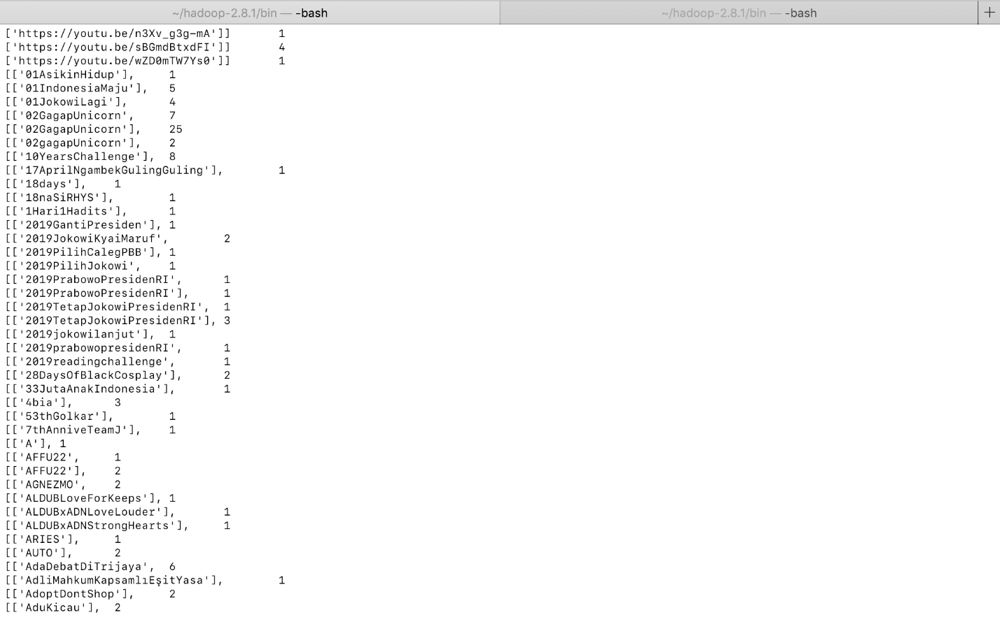 ~/hadoop-2.8.1/bin — -bash
~/hadoop-2.8.1/bin — -bash
+
['https://youtu.be/n3Xv_g3g-mA']] 1
['https://youtu.be/sBGmdBtxdFI']] 4
['https://youtu.be/wZD0mTW7Ys0']] 1
[['01AsikinHidup'], 1
[['01IndonesiaMaju'], 5
[['01JokowiLagi'], 4
[['02GagapUnicorn', 7
[['02GagapUnicorn'], 25
[['02gagapUnicorn'], 2
[['10YearsChallenge'], 8
[['17AprilNgambekGulingGuling'], 1
[['18days'], 1
[['18naSiRHYS'], 1
[['1Hari1Hadits'], 1
[['2019GantiPresiden'], 1
[['2019JokowiKyaiMaruf', 2
[['2019PilihCalegPBB'], 1
[['2019PilihJokowi', 1
[['2019PrabowoPresidenRI', 1
[['2019PrabowoPresidenRI'], 1
[['2019TetapJokowiPresidenRI', 1
[['2019TetapJokowiPresidenRI'], 3
[['2019jokowilanjut'], 1
[['2019prabowopresidenRI', 1
[['2019readingchallenge', 1
[['28DaysOfBlackCosplay'], 2
[['33JutaAnakIndonesia'], 1
[['4bia'], 3
[['53thGolkar'], 1
[['7thAnniveTeamJ'], 1
[['A'], 1
[['AFFU22', 1
[['AFFU22'], 2
[['AGNEZMO', 2
[['ALDUBLoveForKeeps'], 1
[['ALDUBxADNLoveLouder'], 1
[['ALDUBxADNStrongHearts'], 1
[['ARIES'], 1
[['AUTO'], 2
[['AdaDebatDiTrijaya', 6
[['AdliMahkumKapsamlıEşitYasa'], 1
[['AdoptDontShop'], 2
[['AduKicau'], 2